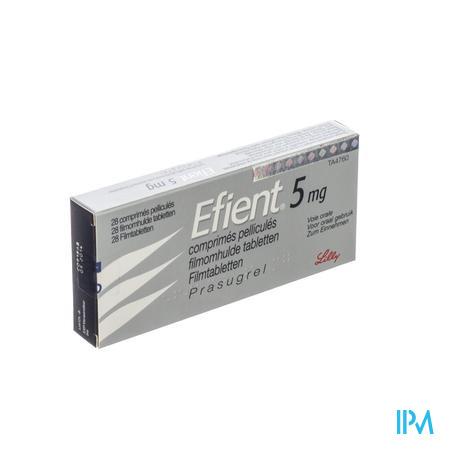 Efient 5 mg
28 comprimés pelliculés
28 filmomhulde tabletten
28 Filmtabletten
TA4760
Efient® 5 mg
comprimés pelliculés
filmomhulde tabletten
Filmtabletten
Prasugrel
Voie orale
Voor oraal gebruik
Zum Einnehmen
Lilly
IPM